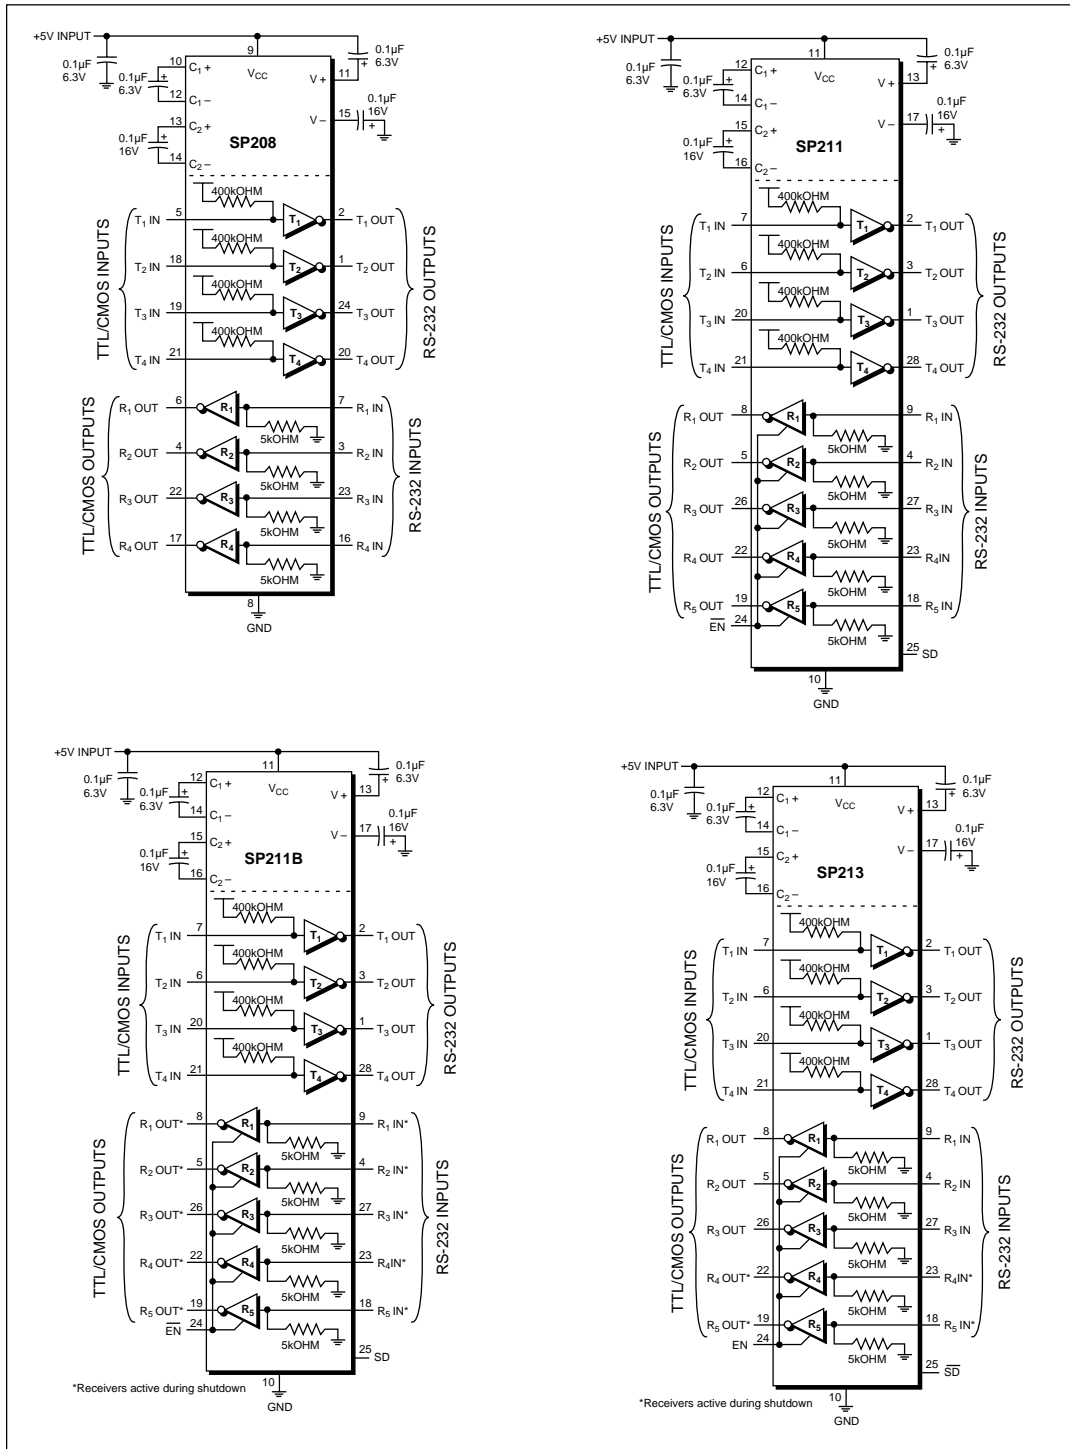 +5V INPUT
0.1µF
6.3V
9
0.1µF
6.3V
10
C1 +
VCC
V +
11
0.1µF
6.3V
12
C1 –
0.1µF
16V
13
C2 +
V –
15
0.1µF
16V
14
C2 –
SP208
400kOHM
T1 IN
5
T1
2
T1 OUT
400kOHM
T2 IN
18
T2
1
T2 OUT
400kOHM
T3 IN
19
T3
24
T3 OUT
400kOHM
T4 IN
21
T4
20
T4 OUT
TTL/CMOS INPUTS
RS-232 OUTPUTS
R1 OUT
6
R1
7
R1 IN
5kOHM
R2 OUT
4
R2
3
R2 IN
5kOHM
R3 OUT
22
R3
23
R3 IN
5kOHM
R4 OUT
17
R4
16
R4 IN
5kOHM
TTL/CMOS OUTPUTS
RS-232 INPUTS
8
GND
+5V INPUT
0.1µF
6.3V
11
0.1µF
6.3V
12
C1 +
VCC
V +
13
0.1µF
6.3V
14
C1 –
0.1µF
16V
15
C2 +
V –
17
0.1µF
16V
16
C2 –
SP211
400kOHM
T1 IN
7
T1
2
T1 OUT
400kOHM
T2 IN
6
T2
3
T2 OUT
400kOHM
T3 IN
20
T3
1
T3 OUT
400kOHM
T4 IN
21
T4
28
T4 OUT
TTL/CMOS INPUTS
RS-232 OUTPUTS
R1 OUT
8
R1
9
R1 IN
5kOHM
R2 OUT
5
R2
4
R2 IN
5kOHM
R3 OUT
26
R3
27
R3 IN
5kOHM
R4 OUT
22
R4
23
R4IN
5kOHM
R5 OUT
19
R5
18
R5 IN
5kOHM
E̅N̅
24
25
SD
TTL/CMOS OUTPUTS
RS-232 INPUTS
10
GND
+5V INPUT
0.1µF
6.3V
11
0.1µF
6.3V
12
C1 +
VCC
V +
13
0.1µF
6.3V
14
C1 –
0.1µF
16V
15
C2 +
V –
17
0.1µF
16V
16
C2 –
SP211B
400kOHM
T1 IN
7
T1
2
T1 OUT
400kOHM
T2 IN
6
T2
3
T2 OUT
400kOHM
T3 IN
20
T3
1
T3 OUT
400kOHM
T4 IN
21
T4
28
T4 OUT
TTL/CMOS INPUTS
RS-232 OUTPUTS
R1 OUT*
8
R1
9
R1 IN*
5kOHM
R2 OUT*
5
R2
4
R2 IN*
5kOHM
R3 OUT*
26
R3
27
R3 IN*
5kOHM
R4 OUT*
22
R4
23
R4IN*
5kOHM
R5 OUT*
19
R5
18
R5 IN*
5kOHM
E̅N̅
24
25
SD
TTL/CMOS OUTPUTS
RS-232 INPUTS
10
GND
*Receivers active during shutdown
+5V INPUT
0.1µF
6.3V
11
0.1µF
6.3V
12
C1 +
VCC
V +
13
0.1µF
6.3V
14
C1 –
0.1µF
16V
15
C2 +
V –
17
0.1µF
16V
16
C2 –
SP213
400kOHM
T1 IN
7
T1
2
T1 OUT
400kOHM
T2 IN
6
T2
3
T2 OUT
400kOHM
T3 IN
20
T3
1
T3 OUT
400kOHM
T4 IN
21
T4
28
T4 OUT
TTL/CMOS INPUTS
RS-232 OUTPUTS
R1 OUT
8
R1
9
R1 IN
5kOHM
R2 OUT
5
R2
4
R2 IN
5kOHM
R3 OUT
26
R3
27
R3 IN
5kOHM
R4 OUT*
22
R4
23
R4IN*
5kOHM
R5 OUT*
19
R5
18
R5 IN*
5kOHM
EN
24
25
S̅D̅
TTL/CMOS OUTPUTS
RS-232 INPUTS
10
GND
*Receivers active during shutdown